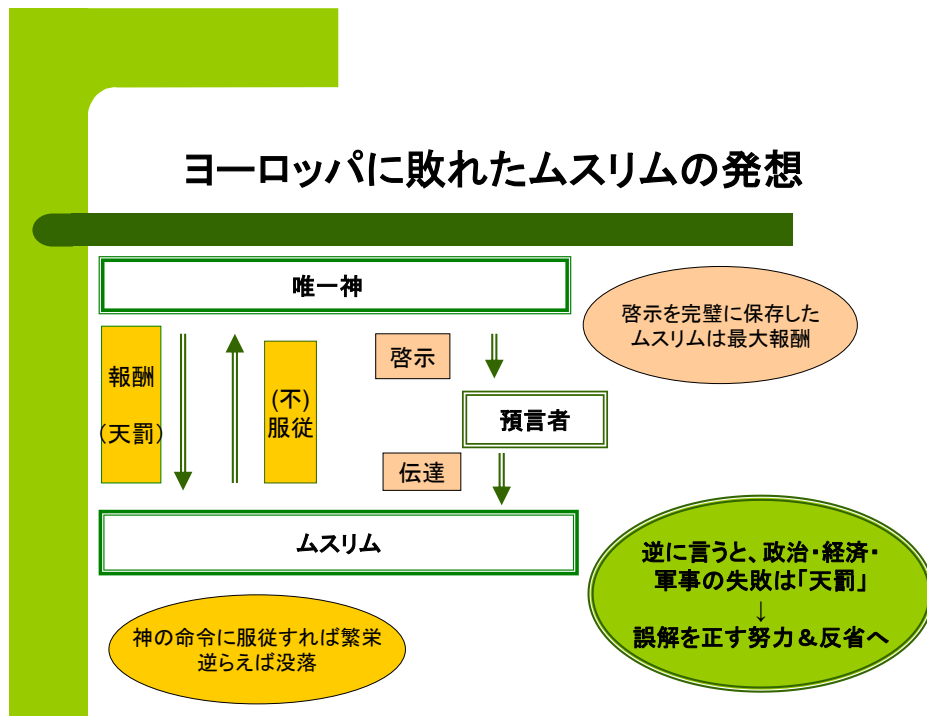 ヨーロッパに敗れたムスリムの発想
唯一神
啓示を完璧に保存した
ムスリムは最大報酬
報酬
(天罰)
(不)
服従
啓示
預言者
伝達
ムスリム
逆に言うと、政治・経済・
軍事の失敗は「天罰」
↓
誤解を正す努力&反省へ
神の命令に服従すれば繁栄
逆らえば没落